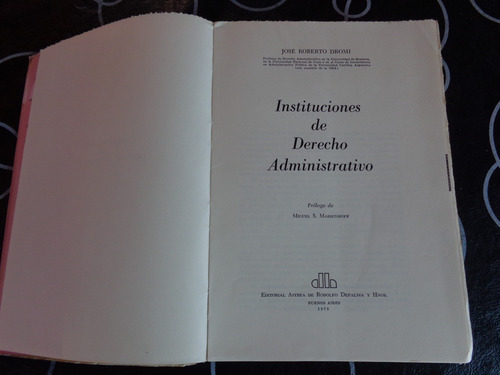 JOSÉ ROBERTO DROMI
Instituciones
de
Derecho
Administrativo
Prólogo de
MIGUEL S. MARIENHOFF
EDITORIAL ASTREA DE RODOLFO DEPALMA Y HNOS.
BUENOS AIRES
1973